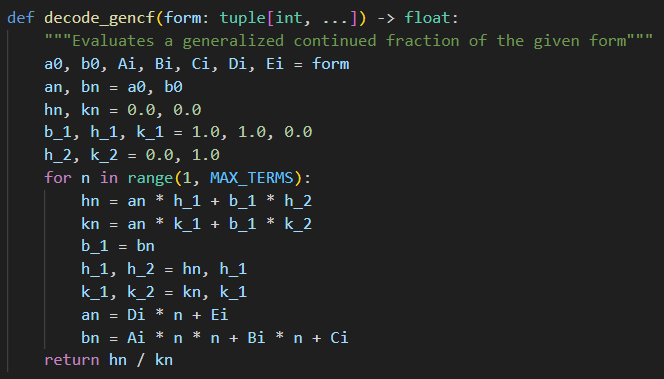 def decode_gencf(form: tuple[int, ...]) -> float:
    """Evaluates a generalized continued fraction of the given form"""
    a0, b0, Ai, Bi, Ci, Di, Ei = form
    an, bn = a0, b0
    hn, kn = 0.0, 0.0
    b_1, h_1, k_1 = 1.0, 1.0, 0.0
    h_2, k_2 = 0.0, 1.0
    for n in range(1, MAX_TERMS):
        hn = an * h_1 + b_1 * h_2
        kn = an * k_1 + b_1 * k_2
        b_1 = bn
        h_1, h_2 = hn, h_1
        k_1, k_2 = kn, k_1
        an = Di * n + Ei
        bn = Ai * n * n + Bi * n + Ci
    return hn / kn